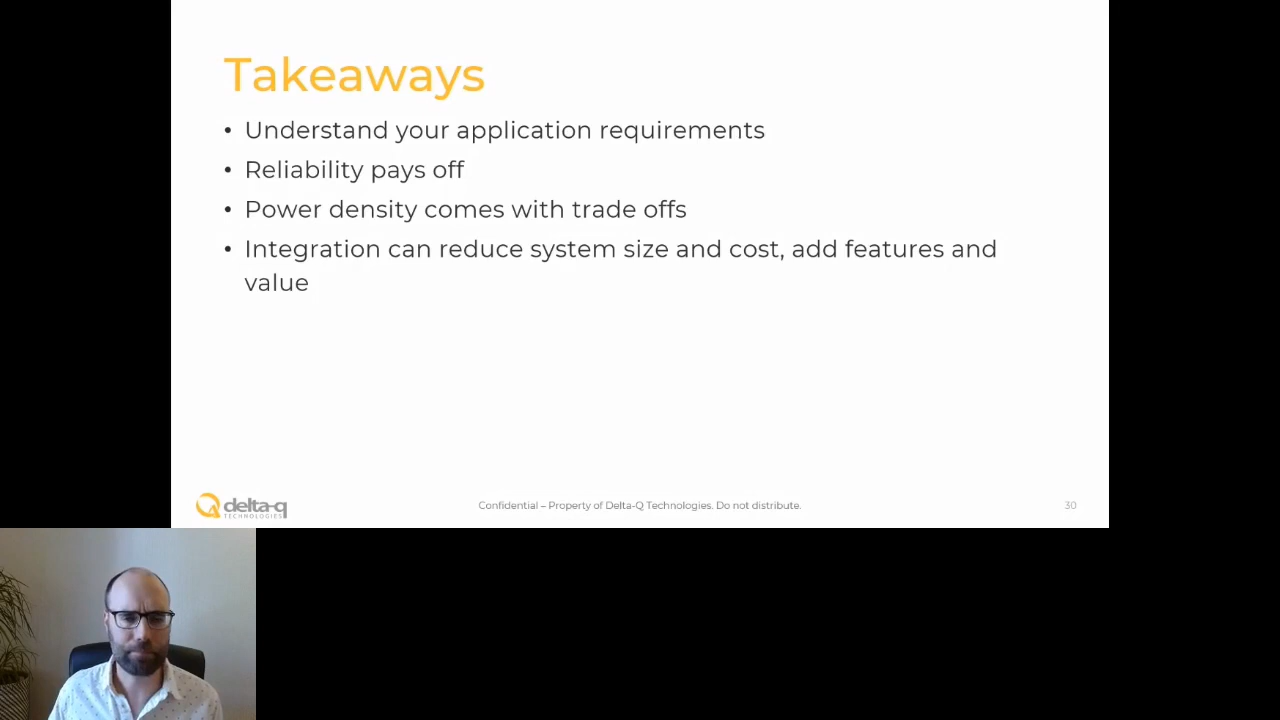 Takeaways
• Understand your application requirements
• Reliability pays off
• Power density comes with trade offs
• Integration can reduce system size and cost, add features and
value
delta-q
TECHNOLOGIES
Confidential – Property of Delta-Q Technologies. Do not distribute.
30